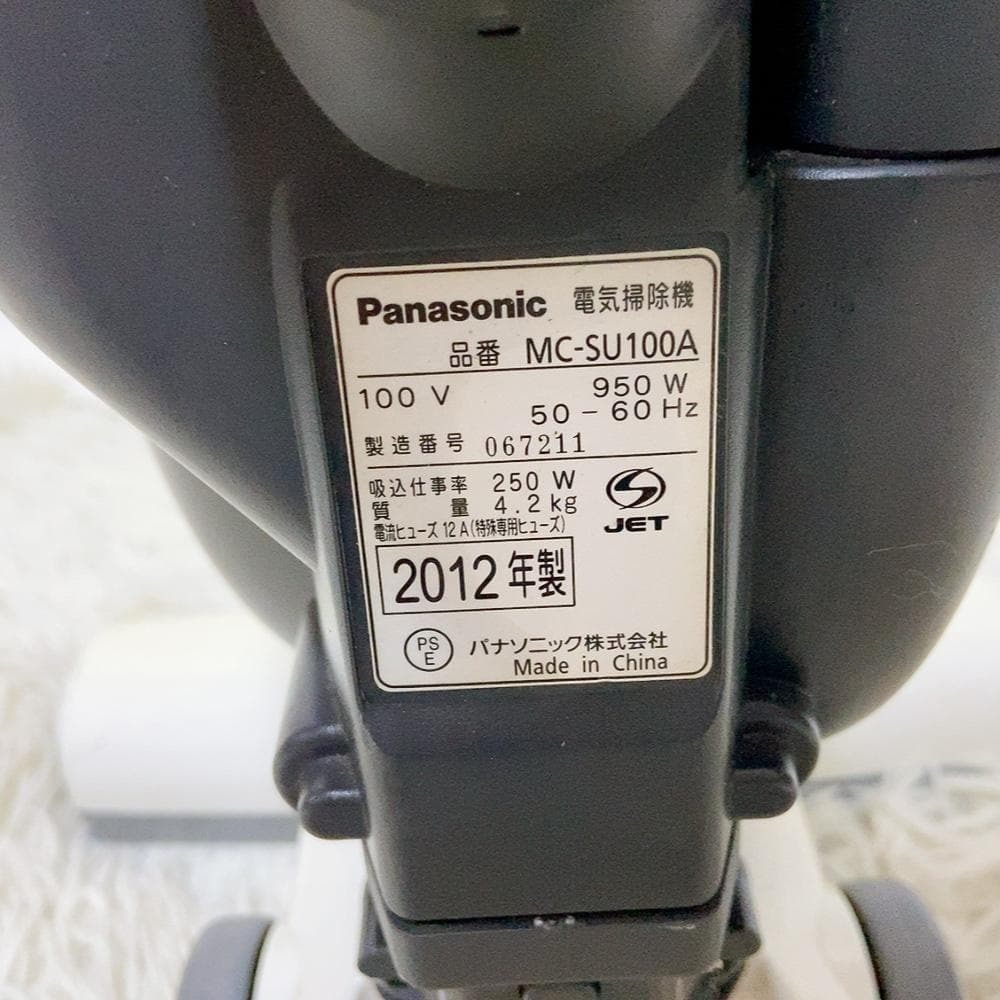 Panasonic 電気掃除機
品番 MC-SU100A
100 V 950 W
50 – 60 Hz
製造番号 067211
吸込仕事率 250 W
質量 4.2 kg
電流ヒューズ 12 A (特殊専用ヒューズ)
JET
2012 年製
PS
E
パナソニック株式会社
Made in China